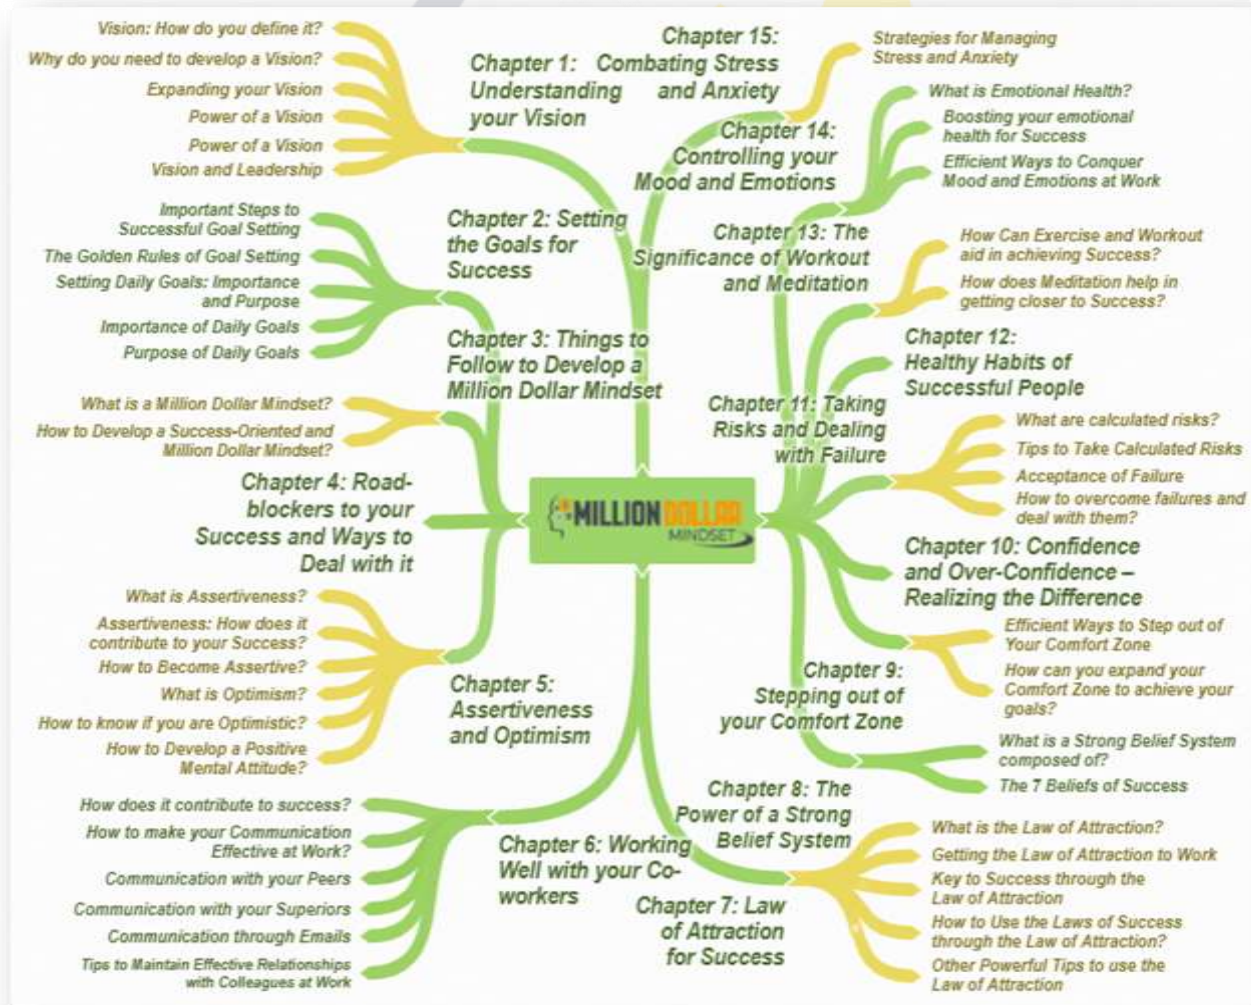 Vision: How do you define it?
Why do you need to develop a Vision?
Expanding your Vision
Power of a Vision
Power of a Vision
Vision and Leadership
Chapter 1:
Understanding
your Vision
Important Steps to
Successful Goal Setting
The Golden Rules of Goal Setting
Setting Daily Goals: Importance
and Purpose
Importance of Daily Goals
Purpose of Daily Goals
Chapter 2: Setting
the Goals for
Success
What is a Million Dollar Mindset?
How to Develop a Success-Oriented and
Million Dollar Mindset?
Chapter 3: Things to
Follow to Develop a
Million Dollar Mindset
Chapter 4: Road-
blockers to your
Success and Ways to
Deal with it
What is Assertiveness?
Assertiveness: How does it
contribute to your Success?
How to Become Assertive?
What is Optimism?
How to know if you are Optimistic?
How to Develop a Positive
Mental Attitude?
Chapter 5:
Assertiveness
and Optimism
How does it contribute to success?
How to make your Communication
Effective at Work?
Communication with your Peers
Communication with your Superiors
Communication through Emails
Tips to Maintain Effective Relationships
with Colleagues at Work
Chapter 6: Working
Well with your Co-
workers
MILLION DOLLAR
MINDSET
Chapter 15:
Combating Stress
and Anxiety
Strategies for Managing
Stress and Anxiety
Chapter 14:
Controlling your
Mood and Emotions
What is Emotional Health?
Boosting your emotional
health for Success
Efficient Ways to Conquer
Mood and Emotions at Work
Chapter 13: The
Significance of Workout
and Meditation
How Can Exercise and Workout
aid in achieving Success?
How does Meditation help in
getting closer to Success?
Chapter 12:
Healthy Habits of
Successful People
Chapter 11: Taking
Risks and Dealing
with Failure
What are calculated risks?
Tips to Take Calculated Risks
Acceptance of Failure
How to overcome failures and
deal with them?
Chapter 10: Confidence
and Over-Confidence –
Realizing the Difference
Chapter 9:
Stepping out of
your Comfort Zone
Efficient Ways to Step out of
Your Comfort Zone
How can you expand your
Comfort Zone to achieve your
goals?
Chapter 8: The
Power of a Strong
Belief System
What is a Strong Belief System
composed of?
The 7 Beliefs of Success
Chapter 7: Law
of Attraction
for Success
What is the Law of Attraction?
Getting the Law of Attraction to Work
Key to Success through the
Law of Attraction
How to Use the Laws of Success
through the Law of Attraction?
Other Powerful Tips to use the
Law of Attraction